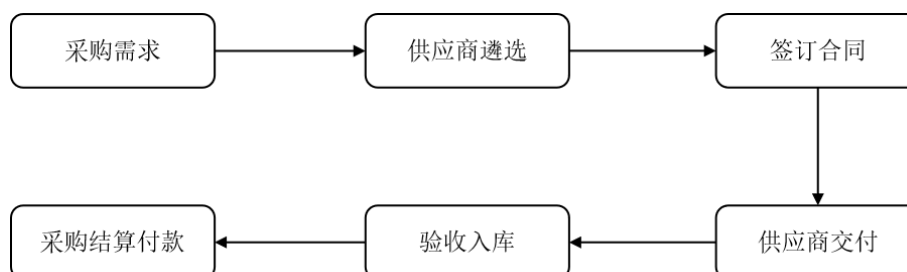 采购需求
供应商遴选
签订合同
采购结算付款
验收入库
供应商交付